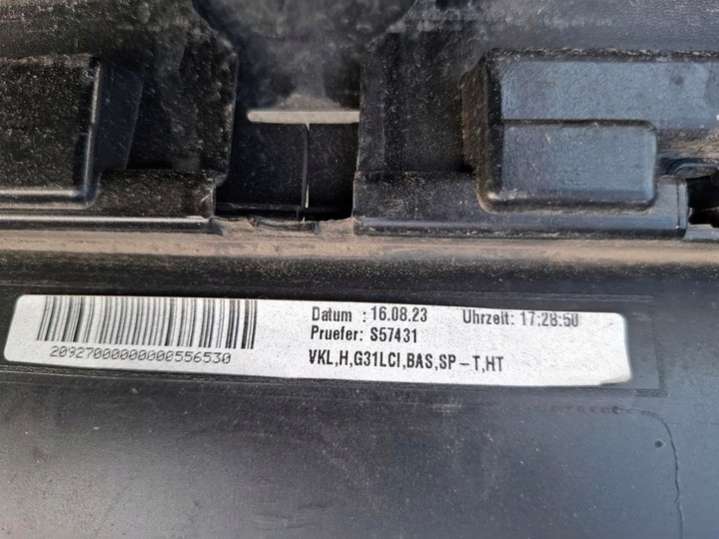 Datum : 16.08.23 Uhrzeit: 17:28:50
Pruefer: S57431
20927000000000556530 VKL,H,G31LCI,BAS,SP-T,HT